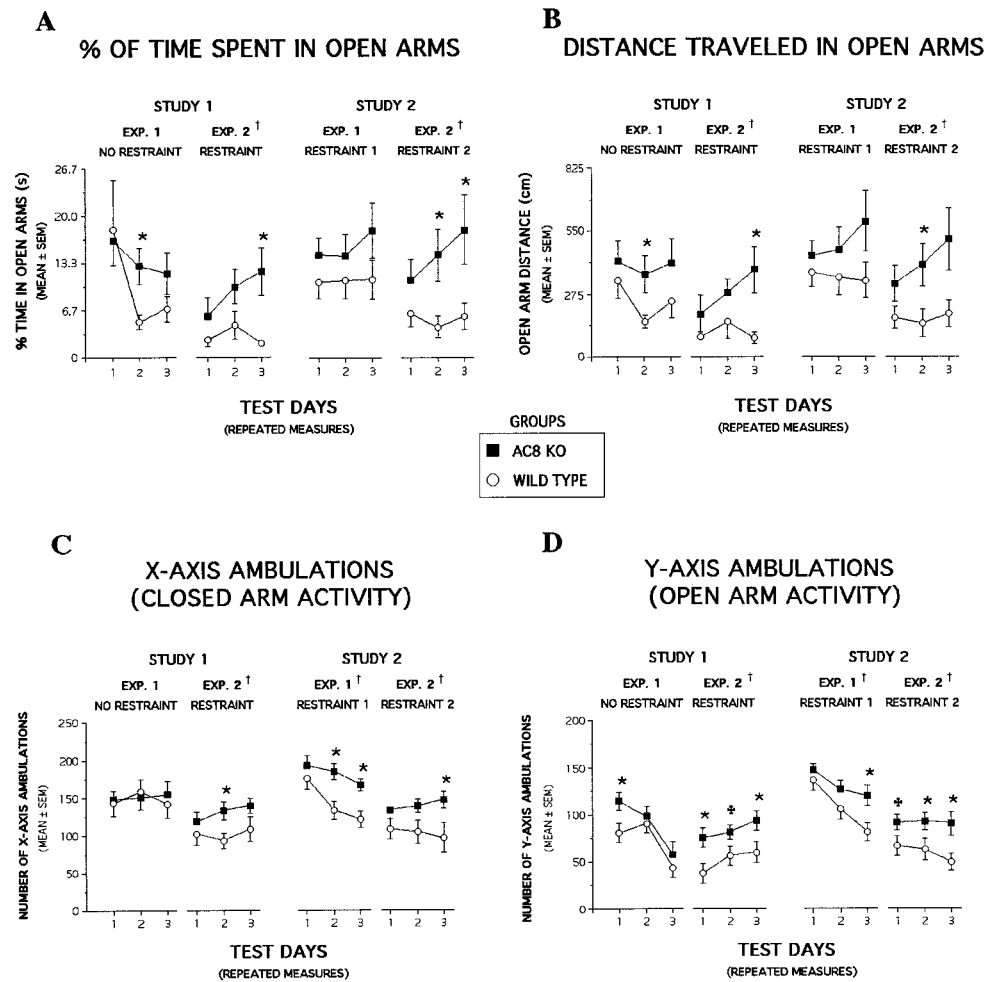 A
% OF TIME SPENT IN OPEN ARMS
STUDY 1
STUDY 2
EXP. 1
EXP. 2 †
EXP. 1
EXP. 2 †
NO RESTRAINT
RESTRAINT
RESTRAINT 1
RESTRAINT 2
% TIME IN OPEN ARMS (s)
(MEAN ± SEM)
26.7
20.0
13.3
6.7
0
* * * *
1 2 3 1 2 3 1 2 3 1 2 3
TEST DAYS
(REPEATED MEASURES)
B
DISTANCE TRAVELED IN OPEN ARMS
STUDY 1
STUDY 2
EXP. 1
EXP. 2 †
EXP. 1
EXP. 2 †
NO RESTRAINT
RESTRAINT
RESTRAINT 1
RESTRAINT 2
OPEN ARM DISTANCE (cm)
(MEAN ± SEM)
825
550
275
0
* * *
1 2 3 1 2 3 1 2 3 1 2 3
TEST DAYS
(REPEATED MEASURES)
GROUPS
AC8 KO
WILD TYPE
C
X-AXIS AMBULATIONS
(CLOSED ARM ACTIVITY)
STUDY 1
STUDY 2
EXP. 1
EXP. 2 †
EXP. 1 †
EXP. 2 †
NO RESTRAINT
RESTRAINT
RESTRAINT 1
RESTRAINT 2
NUMBER OF X-AXIS AMBULATIONS
(MEAN ± SEM)
250
200
150
100
50
0
* * * *
1 2 3 1 2 3 1 2 3 1 2 3
TEST DAYS
(REPEATED MEASURES)
D
Y-AXIS AMBULATIONS
(OPEN ARM ACTIVITY)
STUDY 1
STUDY 2
EXP. 1
EXP. 2 †
EXP. 1 †
EXP. 2 †
NO RESTRAINT
RESTRAINT
RESTRAINT 1
RESTRAINT 2
NUMBER OF Y-AXIS AMBULATIONS
(MEAN ± SEM)
200
150
100
50
0
* * ✤ * * ✤ * *
1 2 3 1 2 3 1 2 3 1 2 3
TEST DAYS
(REPEATED MEASURES)